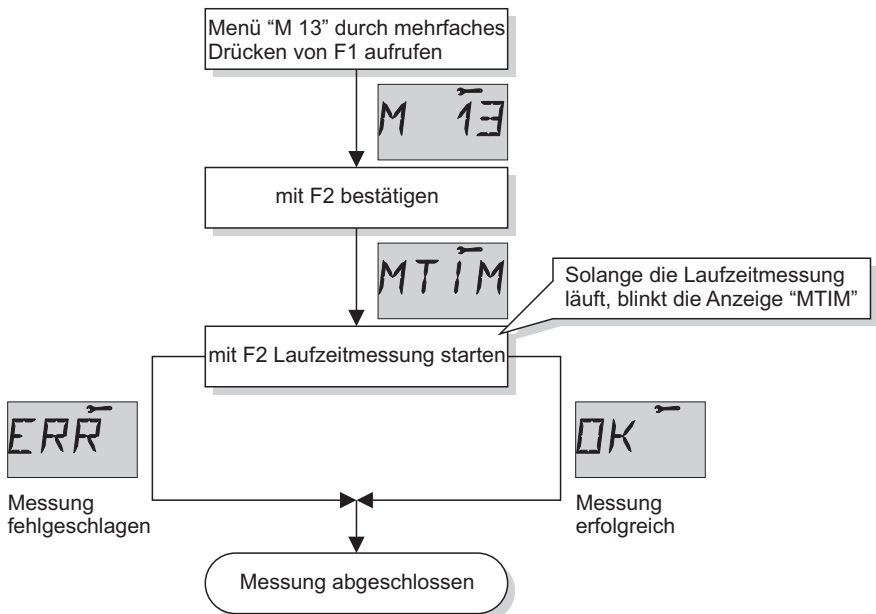 Menü “M 13” durch mehrfaches
Drücken von F1 aufrufen
M 13
mit F2 bestätigen
MTIM
Solange die Laufzeitmessung
läuft, blinkt die Anzeige “MTIM”
mit F2 Laufzeitmessung starten
ERR
OK
Messung
fehlgeschlagen
Messung
erfolgreich
Messung abgeschlossen